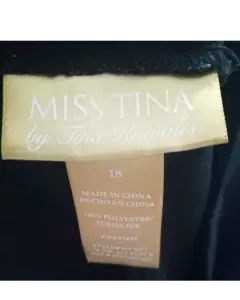 MISS TINA
by Tina Knowles
18
MADE IN CHINA
HECHO EN CHINA
100% POLYESTER/
POLIESTER